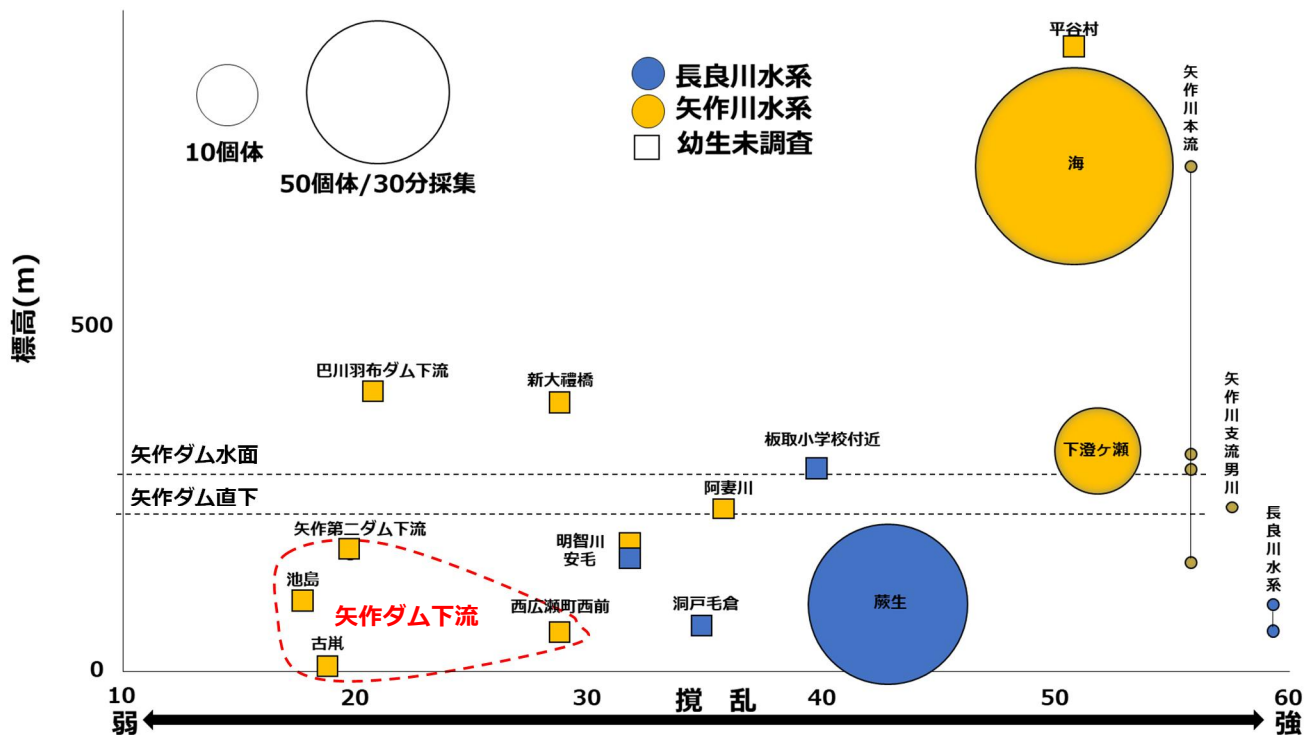 10個体
50個体/30分採集
長良川水系
矢作川水系
幼生未調査
平谷村
矢作川本流
海
標高(m)
500
巴川羽布ダム下流
新大禮橋
板取小学校付近
下澄ヶ瀬
矢作川支流男川
矢作ダム水面
矢作ダム直下
阿妻川
長良川水系
矢作第二ダム下流
明智川
安毛
池島
矢作ダム下流
西広瀬町西前
洞戸毛倉
蕨生
古鼡
0
10
20
30
撹 乱
40
50
60
弱
強